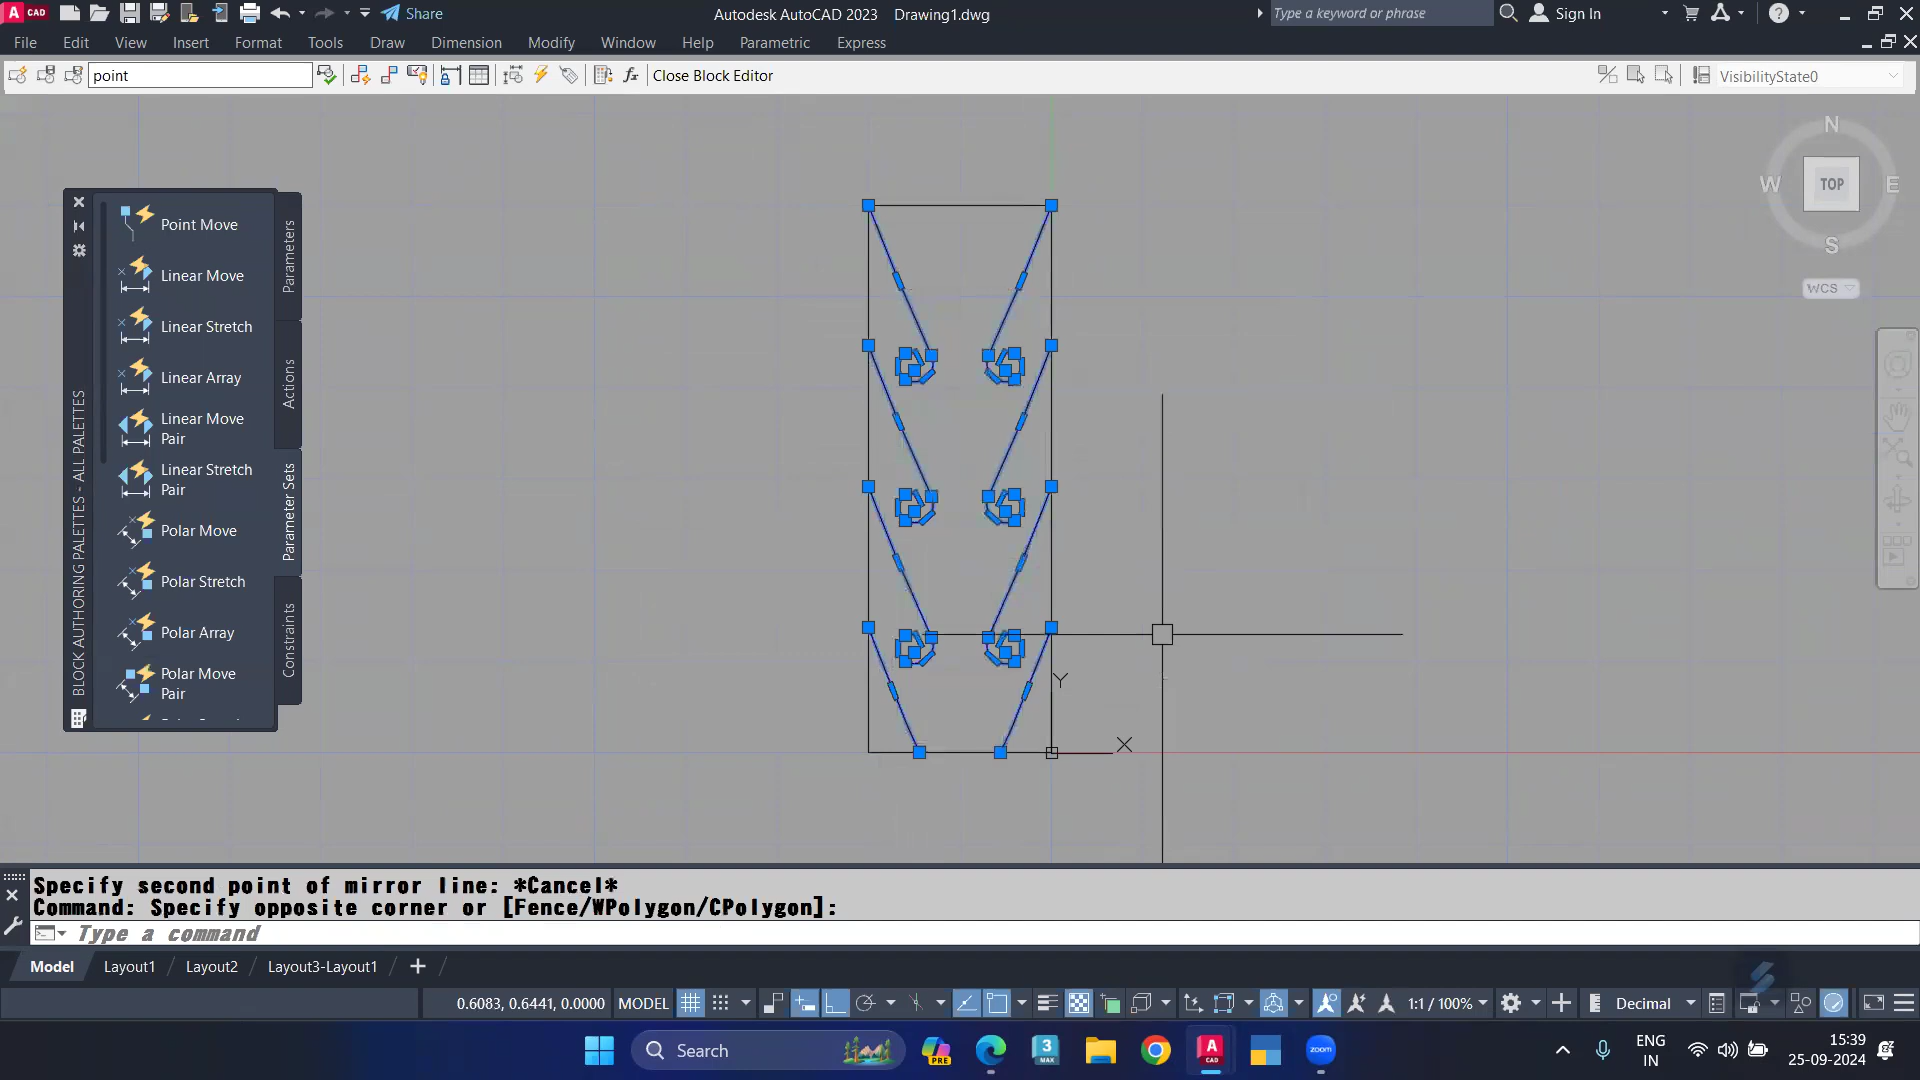 A CAD
Share
Autodesk AutoCAD 2023 Drawing1.dwg
Type a keyword or phrase
Sign In
File Edit View Insert Format Tools Draw Dimension Modify Window Help Parametric Express
point
Close Block Editor
VisibilityState0
N
W TOP E
S
WCS
Point Move
Linear Move
Linear Stretch
Linear Array
Linear Move
Pair
Linear Stretch
Pair
Polar Move
Polar Stretch
Polar Array
Polar Move
Pair
Parameters
Actions
Parameter Sets
Constraints
BLOCK AUTHORING PALETTES - ALL PALETTES
Y
X
Specify second point of mirror line: *Cancel*
Command: Specify opposite corner or [Fence/WPolygon/CPolygon]:
Type a command
Model Layout1 Layout2 Layout3-Layout1
0.6083, 0.6441, 0.0000 MODEL
1:1 / 100%
Decimal
Search
PRE
3
MAX
A
CAD
zoom
ENG
IN
15:39
25-09-2024